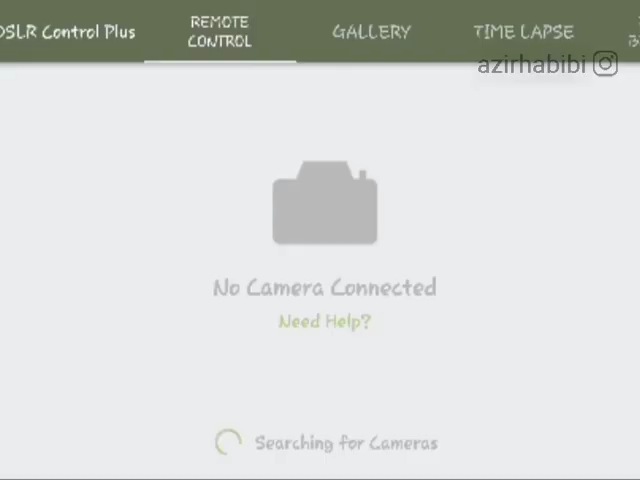 DSLR Control Plus
REMOTE
CONTROL
GALLERY
TIME LAPSE
azirhabibi
No Camera Connected
Need Help?
Searching for Cameras